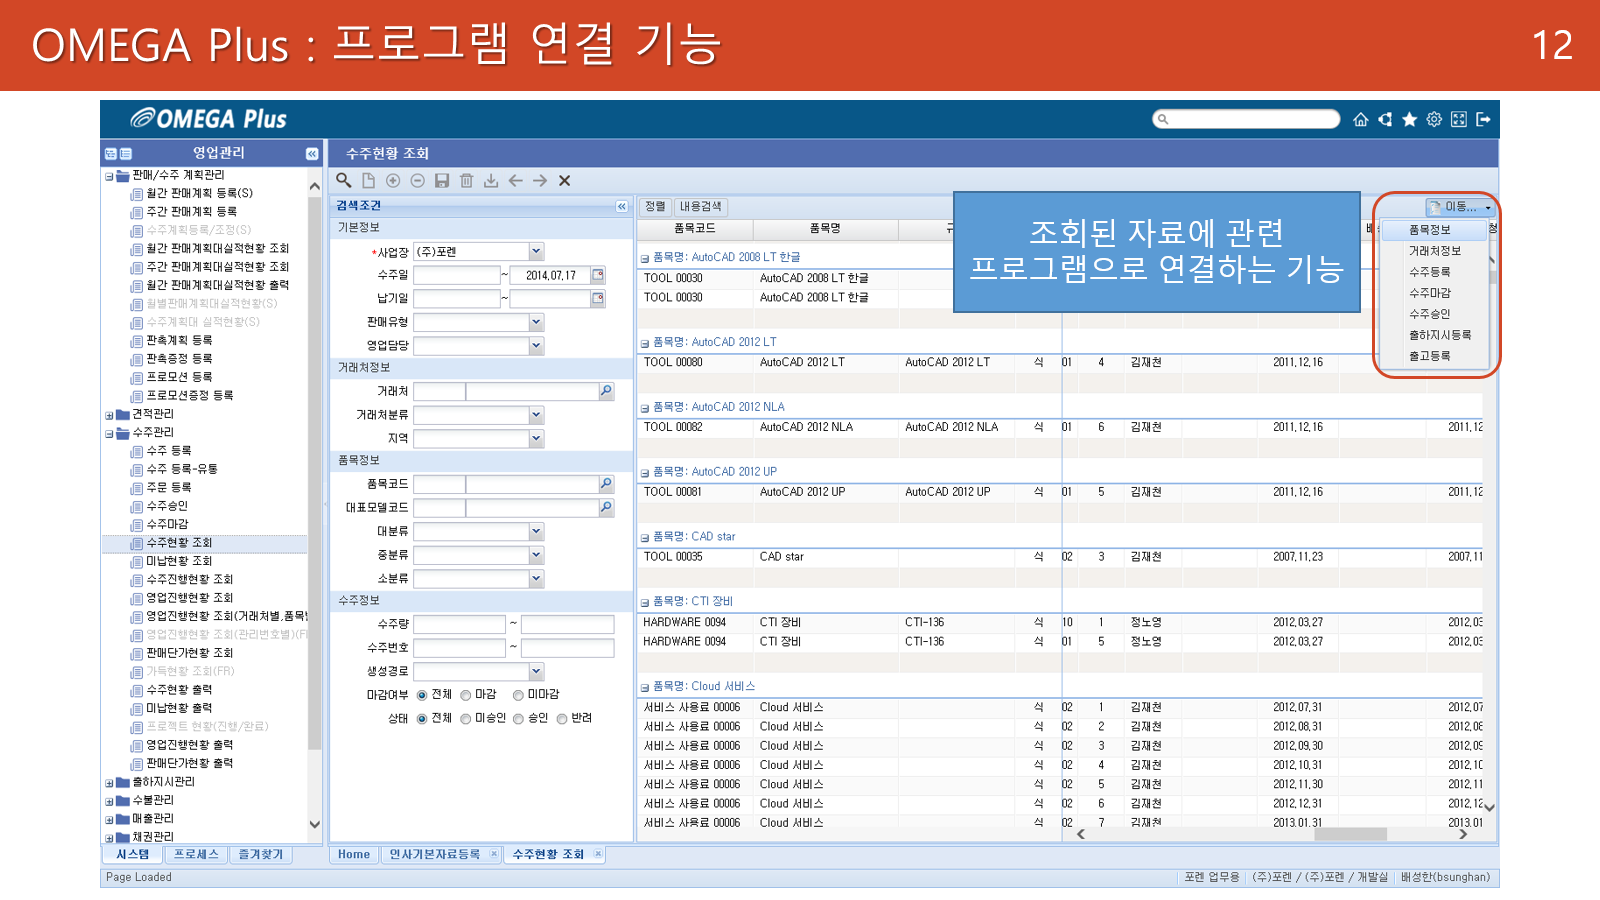 OMEGA Plus : 프로그램 연결 기능
12
OMEGA Plus
영업관리
수주현황 조회
판매/수주 계획관리
월간 판매계획 등록(S)
주간 판매계획 등록
수주계획등록/조정(S)
월간 판매계획대실적현황 조회
주간 판매계획대실적현황 조회
월간 판매계획대실적현황 출력
월별판매계획대실적현황(S)
수주계획대 실적현황(S)
판촉계획 등록
판촉증정 등록
프로모션 등록
프로모션증정 등록
견적관리
수주관리
수주 등록
수주 등록-유통
주문 등록
수주승인
수주마감
수주현황 조회
미납현황 조회
수주진행현황 조회
영업진행현황 조회
영업진행현황 조회(거래처별,품목별
영업진행현황 조회(관리번호별)(FR
판매단가현황 조회
가득현황 조회(FR)
수주현황 출력
미납현황 출력
프로젝트 현황(진행/완료)
영업진행현황 출력
판매단가현황 출력
출하지시관리
수불관리
매출관리
채권관리
시스템 프로세스 즐겨찾기
검색조건
기본정보
*사업장 (주)포렌
수주일 ~ 2014.07.17
납기일 ~
판매유형
영업담당
거래처정보
거래처
거래처분류
지역
품목정보
품목코드
대표모델코드
대분류
중분류
소분류
수주정보
수주량 ~
수주번호 ~
생성경로
마감여부 전체 마감 미마감
상태 전체 미승인 승인 반려
정렬 내용검색
이동...
품목코드 품목명 규
조회된 자료에 관련
프로그램으로 연결하는 기능
품목정보
거래처정보
수주등록
수주마감
수주승인
출하지시등록
출고등록
품목명: AutoCAD 2008 LT 한글
TOOL 00030 AutoCAD 2008 LT 한글
TOOL 00030 AutoCAD 2008 LT 한글
품목명: AutoCAD 2012 LT
TOOL 00080 AutoCAD 2012 LT AutoCAD 2012 LT 식 01 4 김재천 2011.12.16
품목명: AutoCAD 2012 NLA
TOOL 00082 AutoCAD 2012 NLA AutoCAD 2012 NLA 식 01 6 김재천 2011.12.16 2011.12
품목명: AutoCAD 2012 UP
TOOL 00081 AutoCAD 2012 UP AutoCAD 2012 UP 식 01 5 김재천 2011.12.16 2011.12
품목명: CAD star
TOOL 00035 CAD star 식 02 3 김재천 2007.11.23 2007.11
품목명: CTI 장비
HARDWARE 0094 CTI 장비 CTI-136 식 10 1 정노영 2012.03.27 2012.03
HARDWARE 0094 CTI 장비 CTI-136 식 01 5 정노영 2012.03.27 2012.03
품목명: Cloud 서비스
서비스 사용료 00006 Cloud 서비스 식 02 1 김재천 2012.07.31 2012.07
서비스 사용료 00006 Cloud 서비스 식 02 2 김재천 2012.08.31 2012.08
서비스 사용료 00006 Cloud 서비스 식 02 3 김재천 2012.09.30 2012.09
서비스 사용료 00006 Cloud 서비스 식 02 4 김재천 2012.10.31 2012.10
서비스 사용료 00006 Cloud 서비스 식 02 5 김재천 2012.11.30 2012.11
서비스 사용료 00006 Cloud 서비스 식 02 6 김재천 2012.12.31 2012.12
서비스 사용료 00006 Cloud 서비스 식 02 7 김재천 2013.01.31 2013.01
Home 인사기본자료등록 수주현황 조회
Page Loaded
포렌 업무용 (주)포렌 / (주)포렌 / 개발실 배성한(bsunghan)